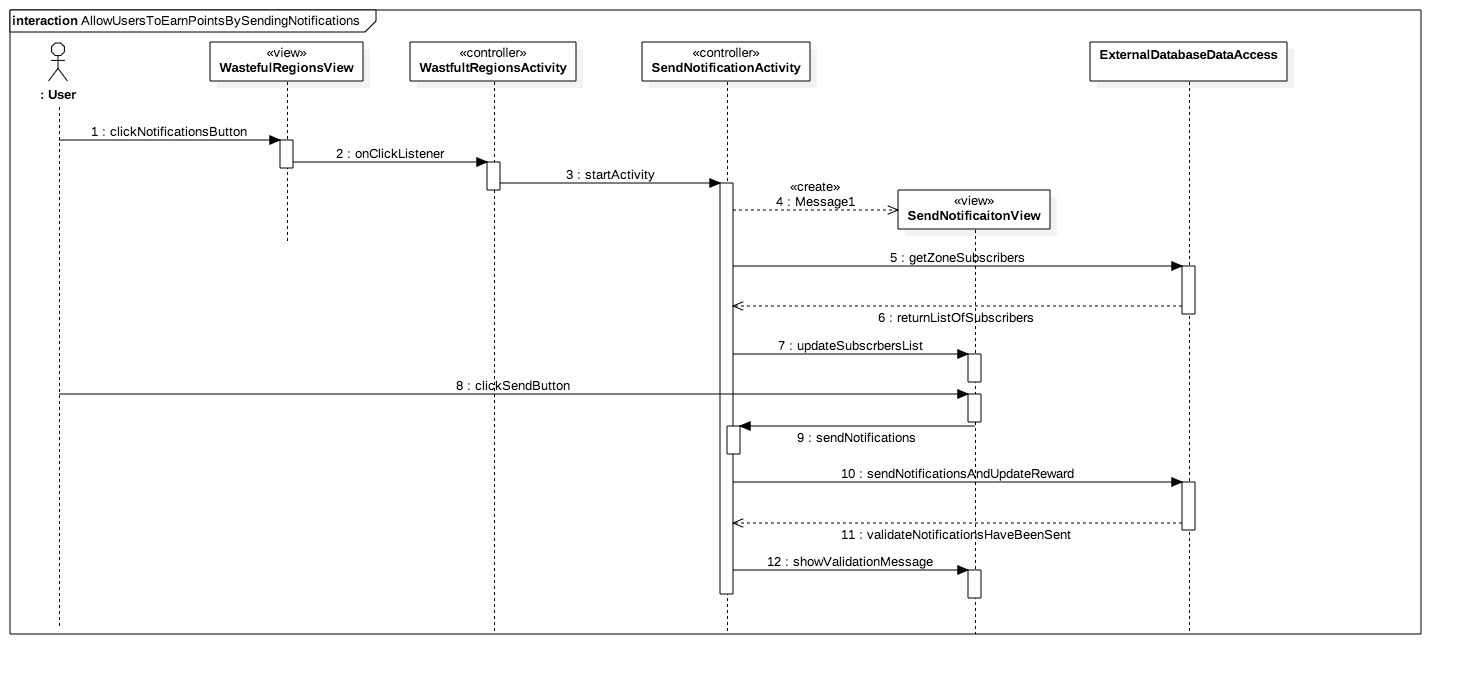 interaction AllowUsersToEarnPointsBySendingNotifications
: User
«view»
WastefulRegionsView
«controller»
WastfultRegionsActivity
«controller»
SendNotificationActivity
ExternalDatabaseDataAccess
1 : clickNotificationsButton
2 : onClickListener
3 : startActivity
«create»
4 : Message1
«view»
SendNotificaitonView
5 : getZoneSubscribers
6 : returnListOfSubscribers
7 : updateSubscrbersList
8 : clickSendButton
9 : sendNotifications
10 : sendNotificationsAndUpdateReward
11 : validateNotificationsHaveBeenSent
12 : showValidationMessage